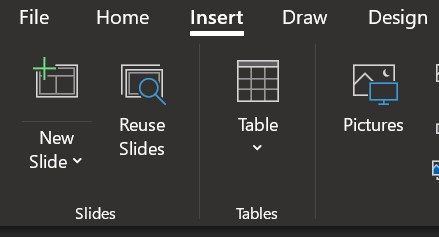 File Home Insert Draw Design
New
Slide
Reuse
Slides
Table
Pictures
Slides
Tables